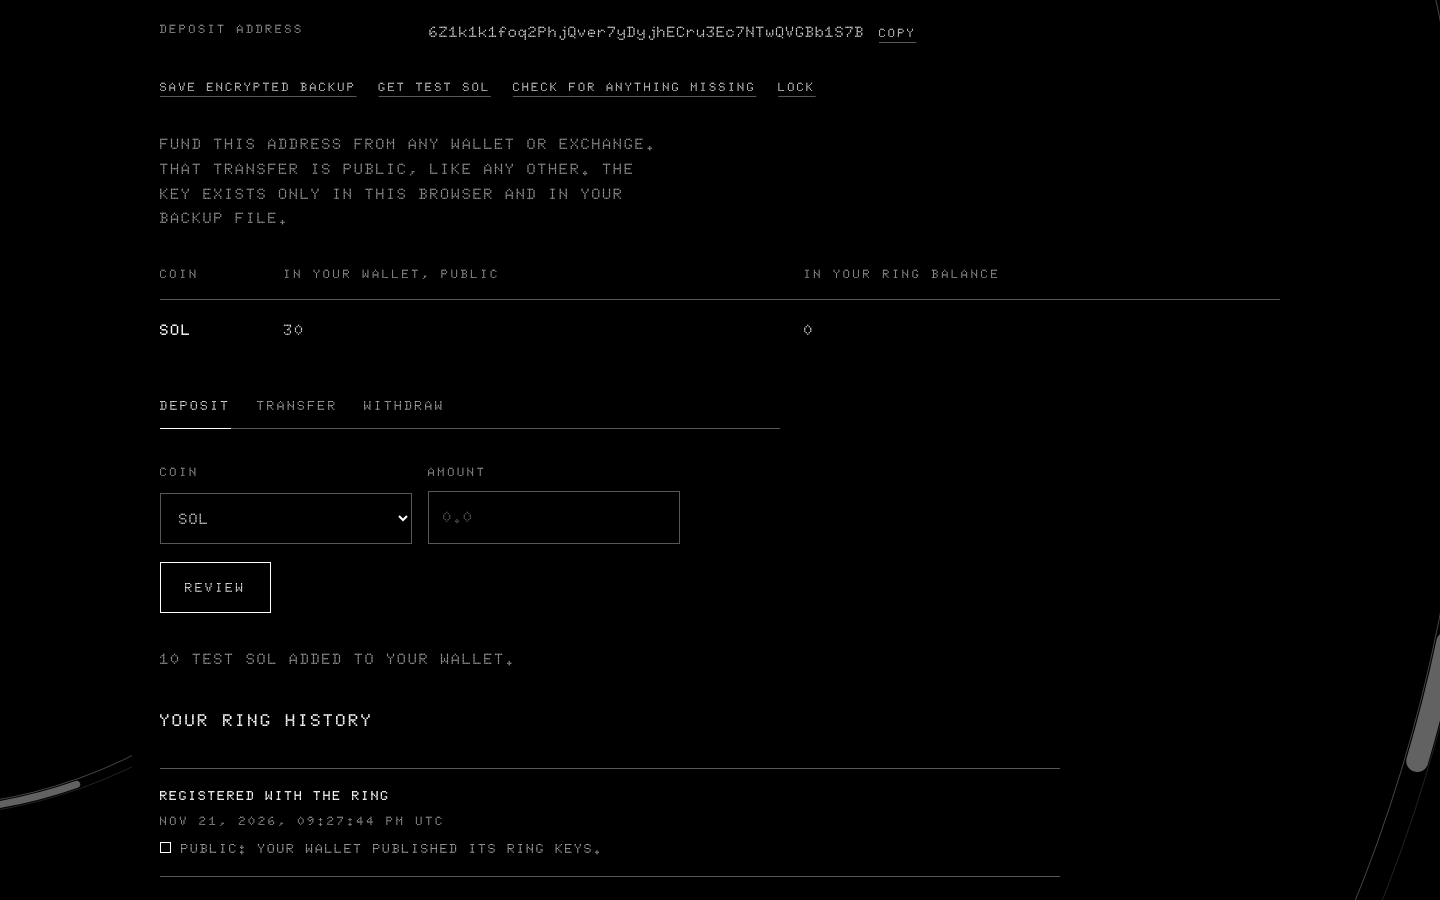 DEPOSIT ADDRESS
6Z1k1k1foq2PhjQver7yDyjhECru3Ec7NTwQVGBb1S7B COPY
SAVE ENCRYPTED BACKUP GET TEST SOL CHECK FOR ANYTHING MISSING LOCK
FUND THIS ADDRESS FROM ANY WALLET OR EXCHANGE.
THAT TRANSFER IS PUBLIC, LIKE ANY OTHER. THE
KEY EXISTS ONLY IN THIS BROWSER AND IN YOUR
BACKUP FILE.
COIN IN YOUR WALLET, PUBLIC IN YOUR RING BALANCE
SOL 30 0
DEPOSIT TRANSFER WITHDRAW
COIN AMOUNT
SOL 0.0
REVIEW
10 TEST SOL ADDED TO YOUR WALLET.
YOUR RING HISTORY
REGISTERED WITH THE RING
NOV 21, 2026, 09:27:44 PM UTC
PUBLIC: YOUR WALLET PUBLISHED ITS RING KEYS.